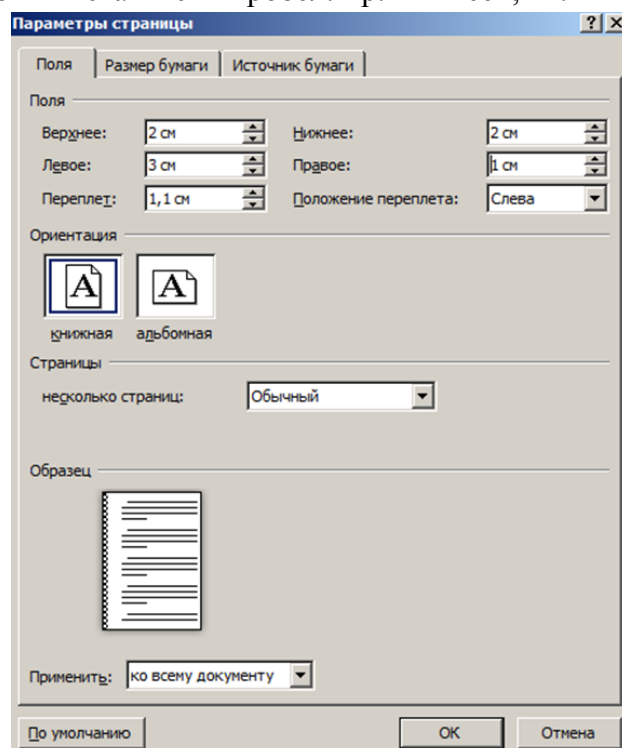 Параметры страницы
Поля Размер бумаги Источник бумаги
Поля
Верхнее: 2 см Нижнее: 2 см
Левое: 3 см Правое: 1 см
Переплет: 1,1 см Положение переплета: Слева
Ориентация
A A
книжная альбомная
Страницы
несколько страниц: Обычный
Образец
Применить: ко всему документу
По умолчанию ОК Отмена